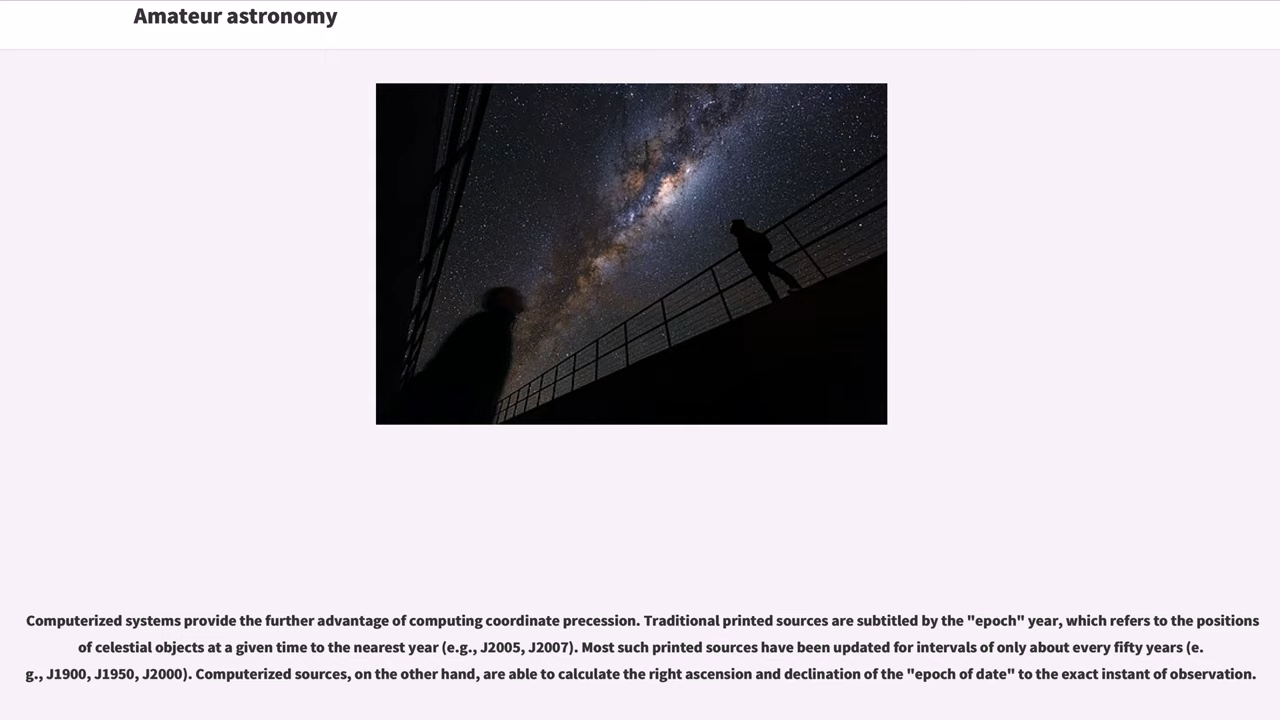 Amateur astronomy
Computerized systems provide the further advantage of computing coordinate precession. Traditional printed sources are subtitled by the "epoch" year, which refers to the positions
of celestial objects at a given time to the nearest year (e.g., J2005, J2007). Most such printed sources have been updated for intervals of only about every fifty years (e.
g., J1900, J1950, J2000). Computerized sources, on the other hand, are able to calculate the right ascension and declination of the "epoch of date" to the exact instant of observation.